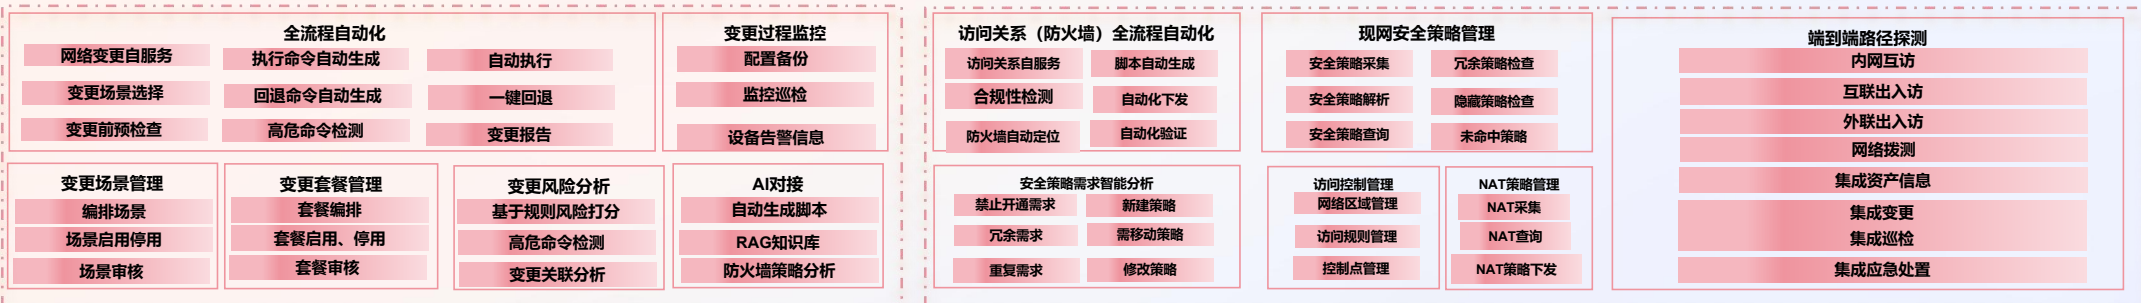 全流程自动化
网络变更自服务
执行命令自动生成
自动执行
变更场景选择
回退命令自动生成
一键回退
变更前预检查
高危命令检测
变更报告
变更过程监控
配置备份
监控巡检
设备告警信息
变更场景管理
编排场景
场景启用停用
场景审核
变更套餐管理
套餐编排
套餐启用、停用
套餐审核
变更风险分析
基于规则风险打分
高危命令检测
变更关联分析
AI对接
自动生成脚本
RAG知识库
防火墙策略分析
访问关系（防火墙）全流程自动化
访问关系自服务
脚本自动生成
合规性检测
自动化下发
防火墙自动定位
自动化验证
现网安全策略管理
安全策略采集
冗余策略检查
安全策略解析
隐藏策略检查
安全策略查询
未命中策略
安全策略需求智能分析
禁止开通需求
新建策略
冗余需求
需移动策略
重复需求
修改策略
访问控制管理
网络区域管理
访问规则管理
控制点管理
NAT策略管理
NAT采集
NAT查询
NAT策略下发
端到端路径探测
内网互访
互联出入访
外联出入访
网络拨测
集成资产信息
集成变更
集成巡检
集成应急处置